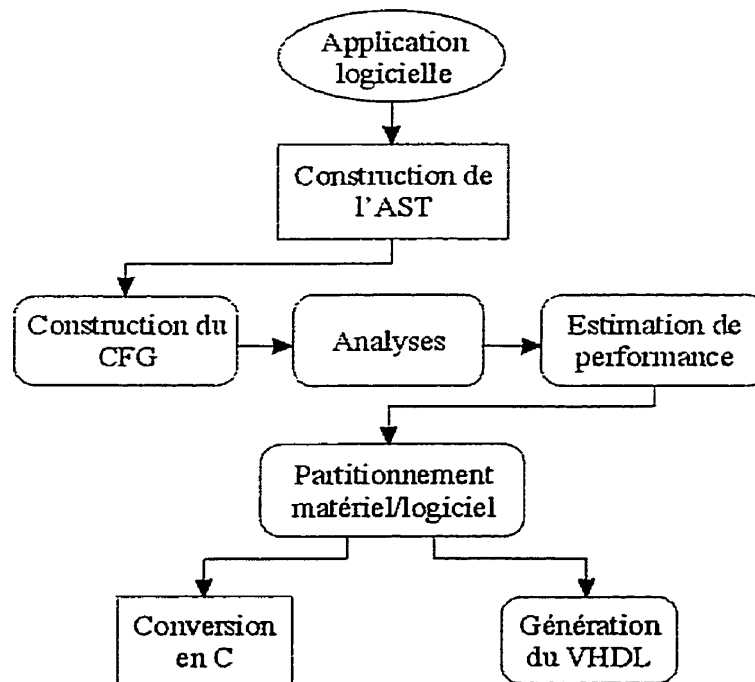 Application
logicielle
Construction de
l'AST
Construction du
CFG
Analyses
Estimation de
performance
Partitionnement
matériel/logiciel
Conversion
en C
Génération
du VHDL